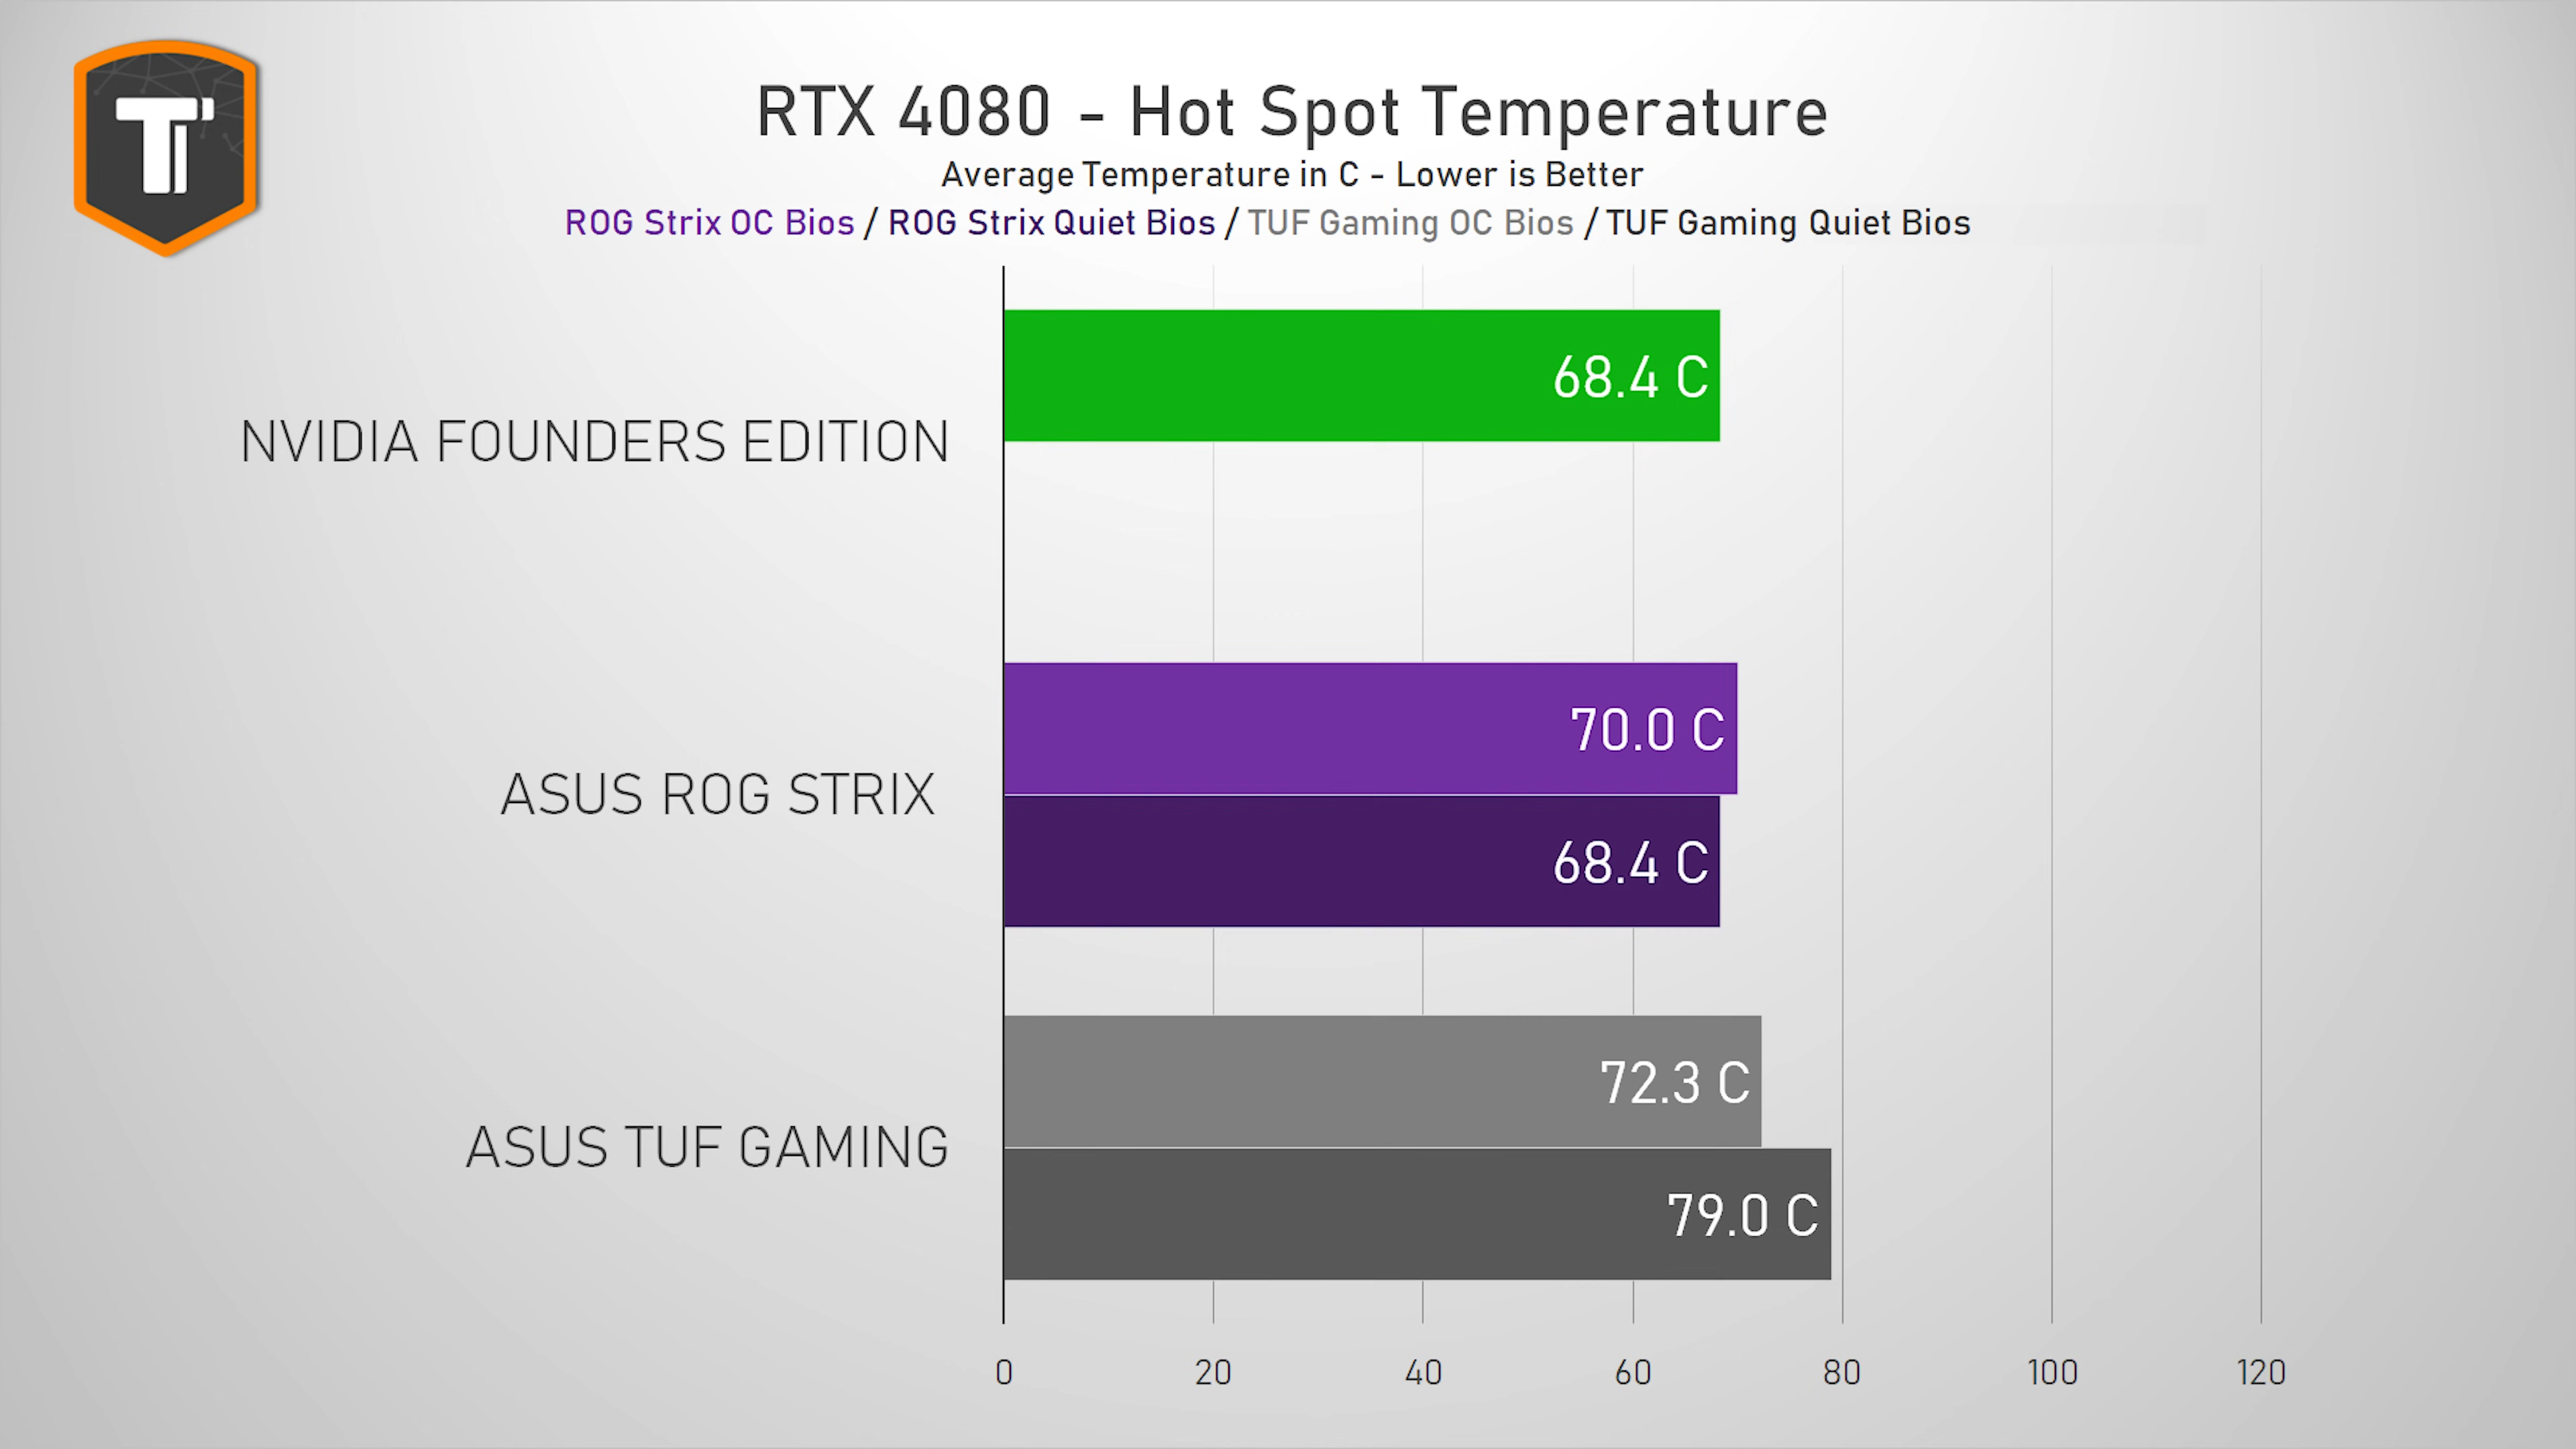 RTX 4080 - Hot Spot Temperature
Average Temperature in C - Lower is Better
ROG Strix OC Bios / ROG Strix Quiet Bios / TUF Gaming OC Bios / TUF Gaming Quiet Bios
NVIDIA FOUNDERS EDITION
68.4 C
ASUS ROG STRIX
70.0 C
68.4 C
ASUS TUF GAMING
72.3 C
79.0 C
0 20 40 60 80 100 120